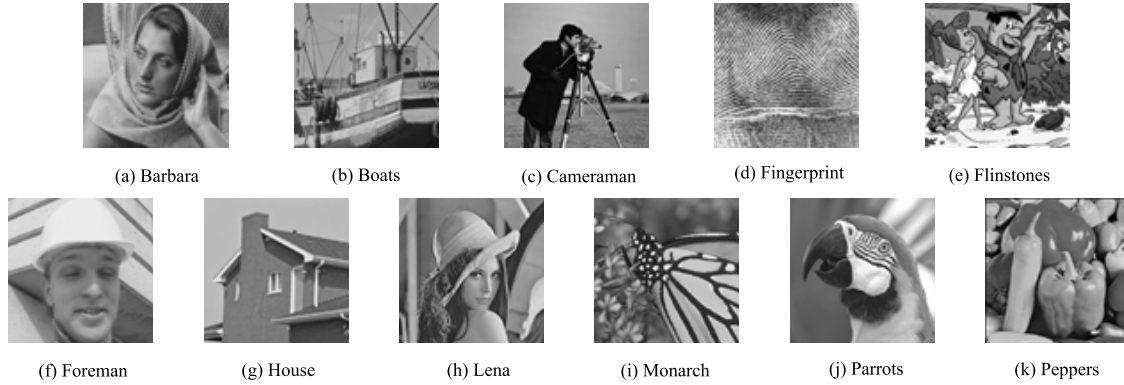 (a) Barbara
(b) Boats
(c) Cameraman
(d) Fingerprint
(e) Flinstones
(f) Foreman
(g) House
(h) Lena
(i) Monarch
(j) Parrots
(k) Peppers